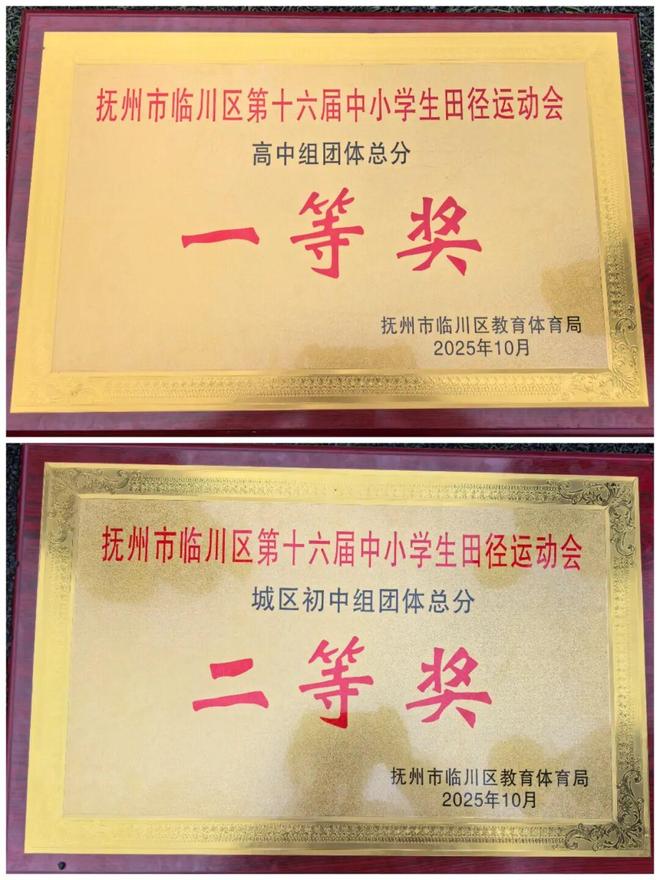 抚州市临川区第十六届中小学生田径运动会
高中组团体总分
一等奖
抚州市临川区教育体育局
2025年10月
抚州市临川区第十六届中小学生田径运动会
城区初中组团体总分
二等奖
抚州市临川区教育体育局
2025年10月